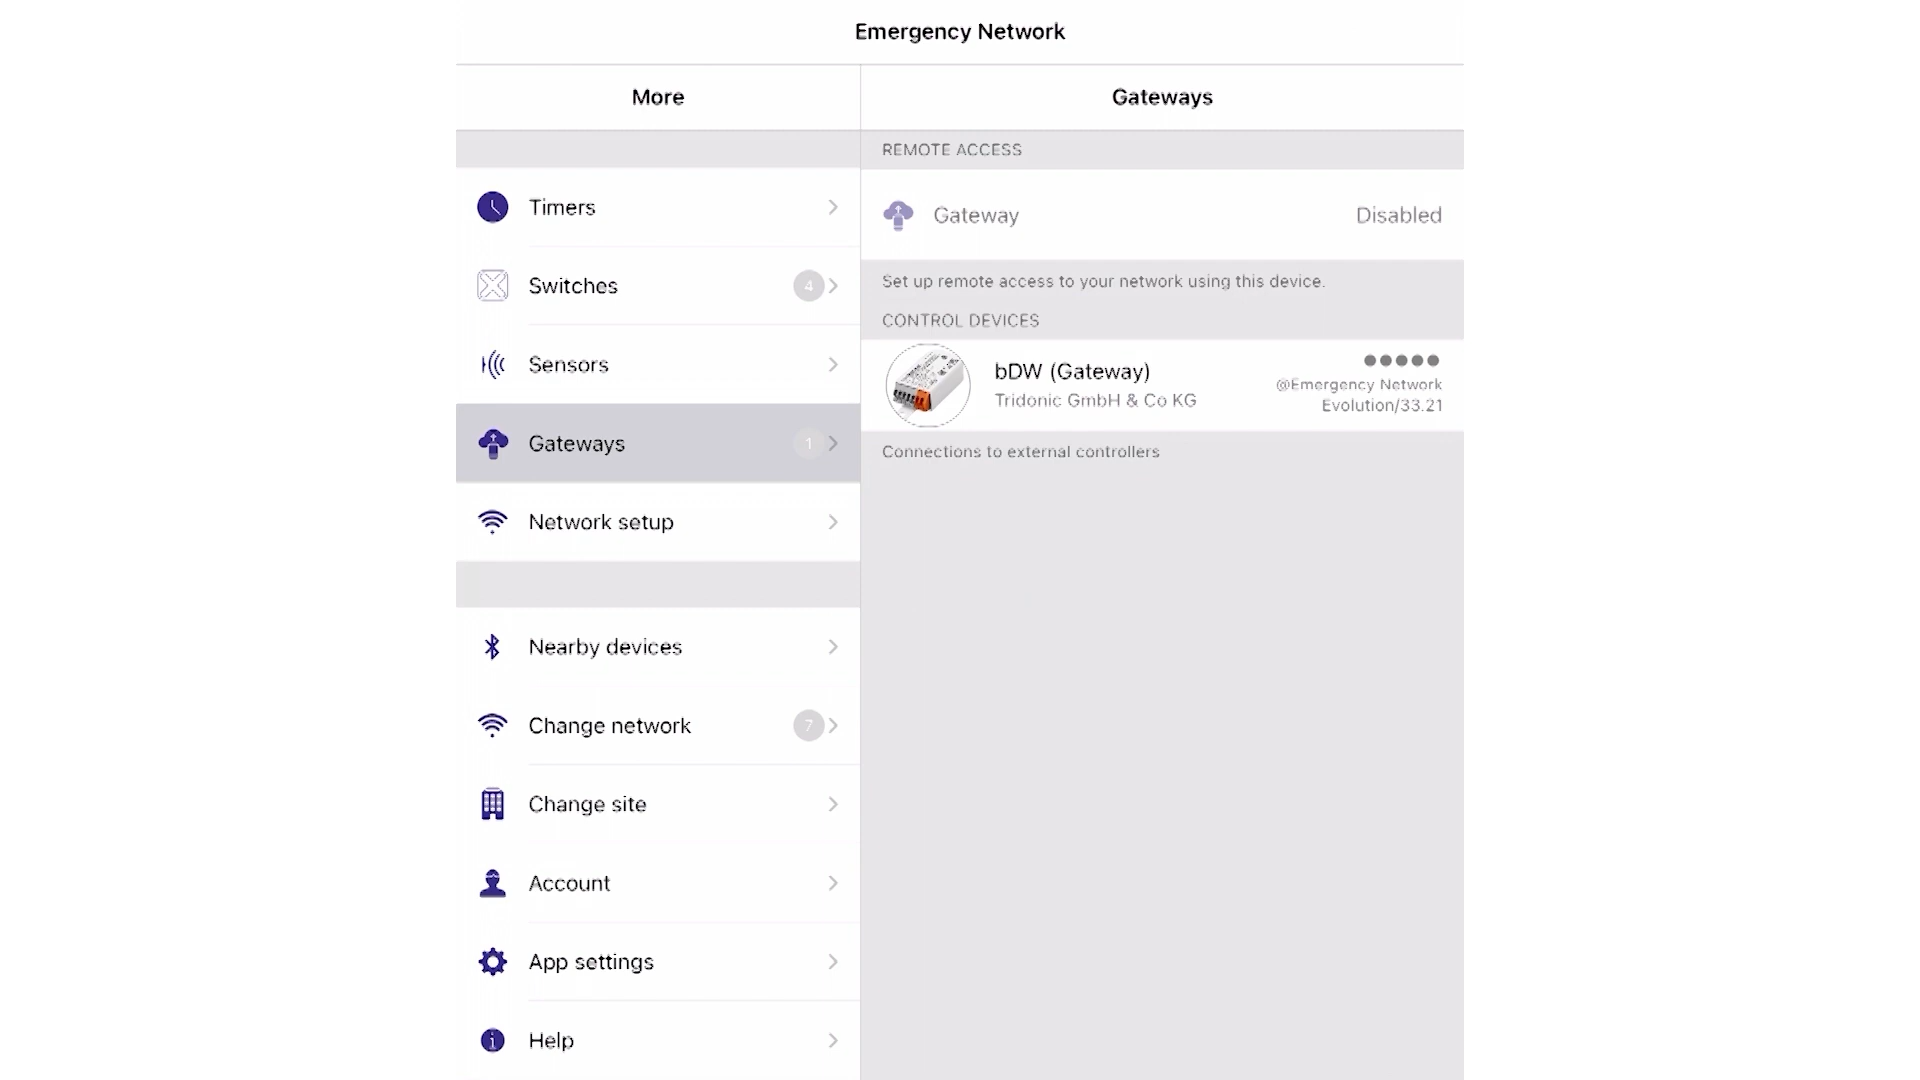 Emergency Network
More
Gateways
REMOTE ACCESS
Timers
Gateway
Disabled
Switches
4
Set up remote access to your network using this device.
CONTROL DEVICES
Sensors
bDW (Gateway)
Tridonic GmbH & Co KG
@Emergency Network
Evolution/33.21
Gateways
1
Connections to external controllers
Network setup
Nearby devices
Change network
7
Change site
Account
App settings
Help